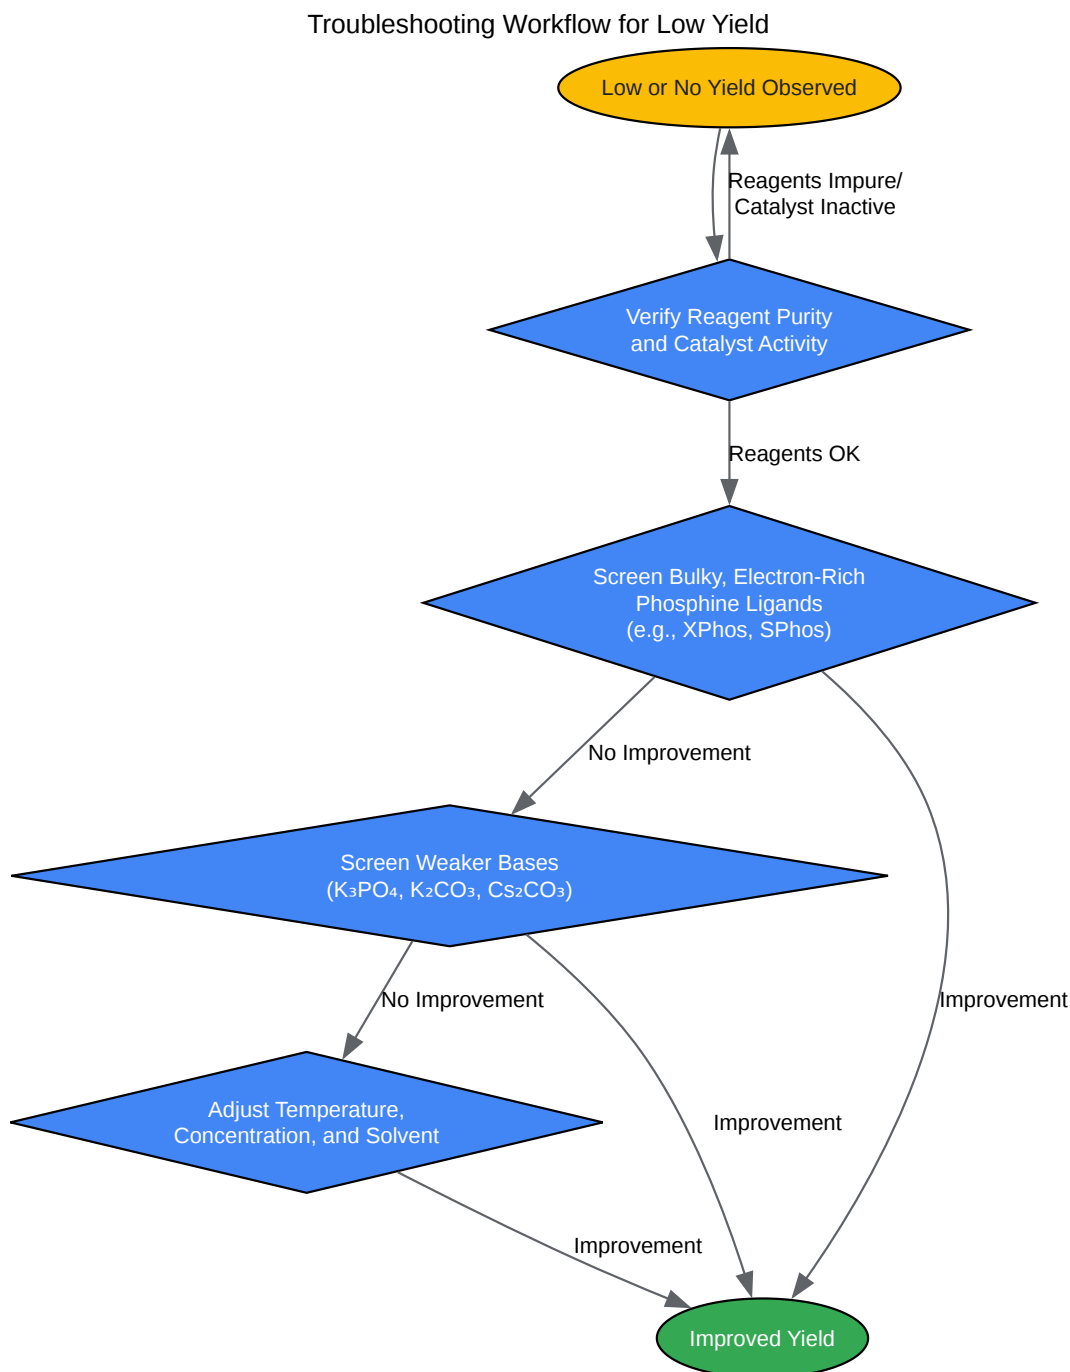 Troubleshooting Workflow for Low Yield
Low or No Yield Observed
Reagents Impure/
Catalyst Inactive
Verify Reagent Purity
and Catalyst Activity
Reagents OK
Screen Bulky, Electron-Rich
Phosphine Ligands
(e.g., XPhos, SPhos)
No Improvement
Screen Weaker Bases
(K₃PO₄, K₂CO₃, Cs₂CO₃)
No Improvement
Improvement
Adjust Temperature,
Concentration, and Solvent
Improvement
Improvement
Improved Yield